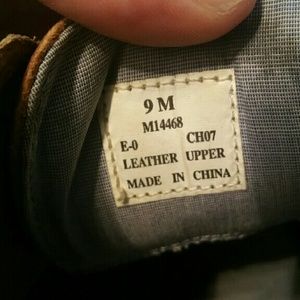 9 M
M14468
E-0 CH07
LEATHER UPPER
MADE IN CHINA